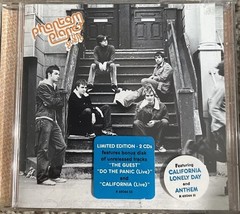 phantom
planet
LIMITED EDITION - 2 CDs
features bonus disk
of unreleased tracks
"THE GUEST"
"DO THE PANIC (Live)"
and
"CALIFORNIA (Live)"
Featuring
CALIFORNIA
LONELY DAY
and
ANTHEM